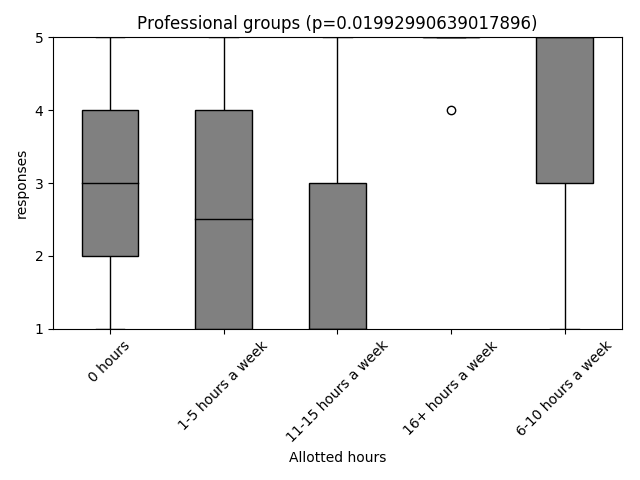 Professional groups (p=0.01992990639017896)
5
4
3
2
1
responses
0 hours
1-5 hours a week
11-15 hours a week
16+ hours a week
6-10 hours a week
Allotted hours